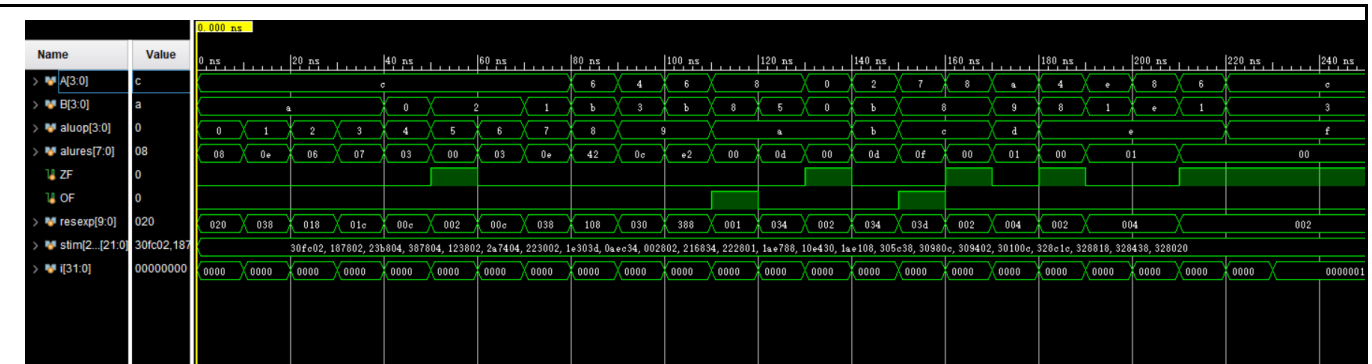 0.000 ns
Name Value 0 ns 20 ns 40 ns 60 ns 80 ns 100 ns 120 ns 140 ns 160 ns 180 ns 200 ns 220 ns 240 ns
A[3:0] c c 6 4 6 8 0 2 7 8 a 4 e 8 6 c
B[3:0] a a 0 2 1 b 3 b 8 5 0 b 8 9 8 1 e 1 3
aluop[3:0] 0 0 1 2 3 4 5 6 7 8 9 a b c d e f
alures[7:0] 08 08 0e 06 07 03 00 03 0e 42 0c e2 00 0d 00 0d 0f 00 01 00 01 00
ZF 0
OF 0
resexp[9:0] 020 020 038 018 01c 00c 002 00c 038 108 030 388 001 034 002 034 03d 002 004 002 004 002
stim[2...[21:0] 30fc02,187 30fc02, 187802, 23b804, 387804, 123802, 2a7404, 223002, 1e303d, 0aec34, 002802, 216834, 222801, 1ae788, 10e430, 1ae108, 305c38, 30980c, 309402, 30100c, 328c1c, 328818, 328438, 328020
i[31:0] 00000000 0000 0000 0000 0000 0000 0000 0000 0000 0000 0000 0000 0000 0000 0000 0000 0000 0000 0000 0000 0000 0000 0000 0000 0000001